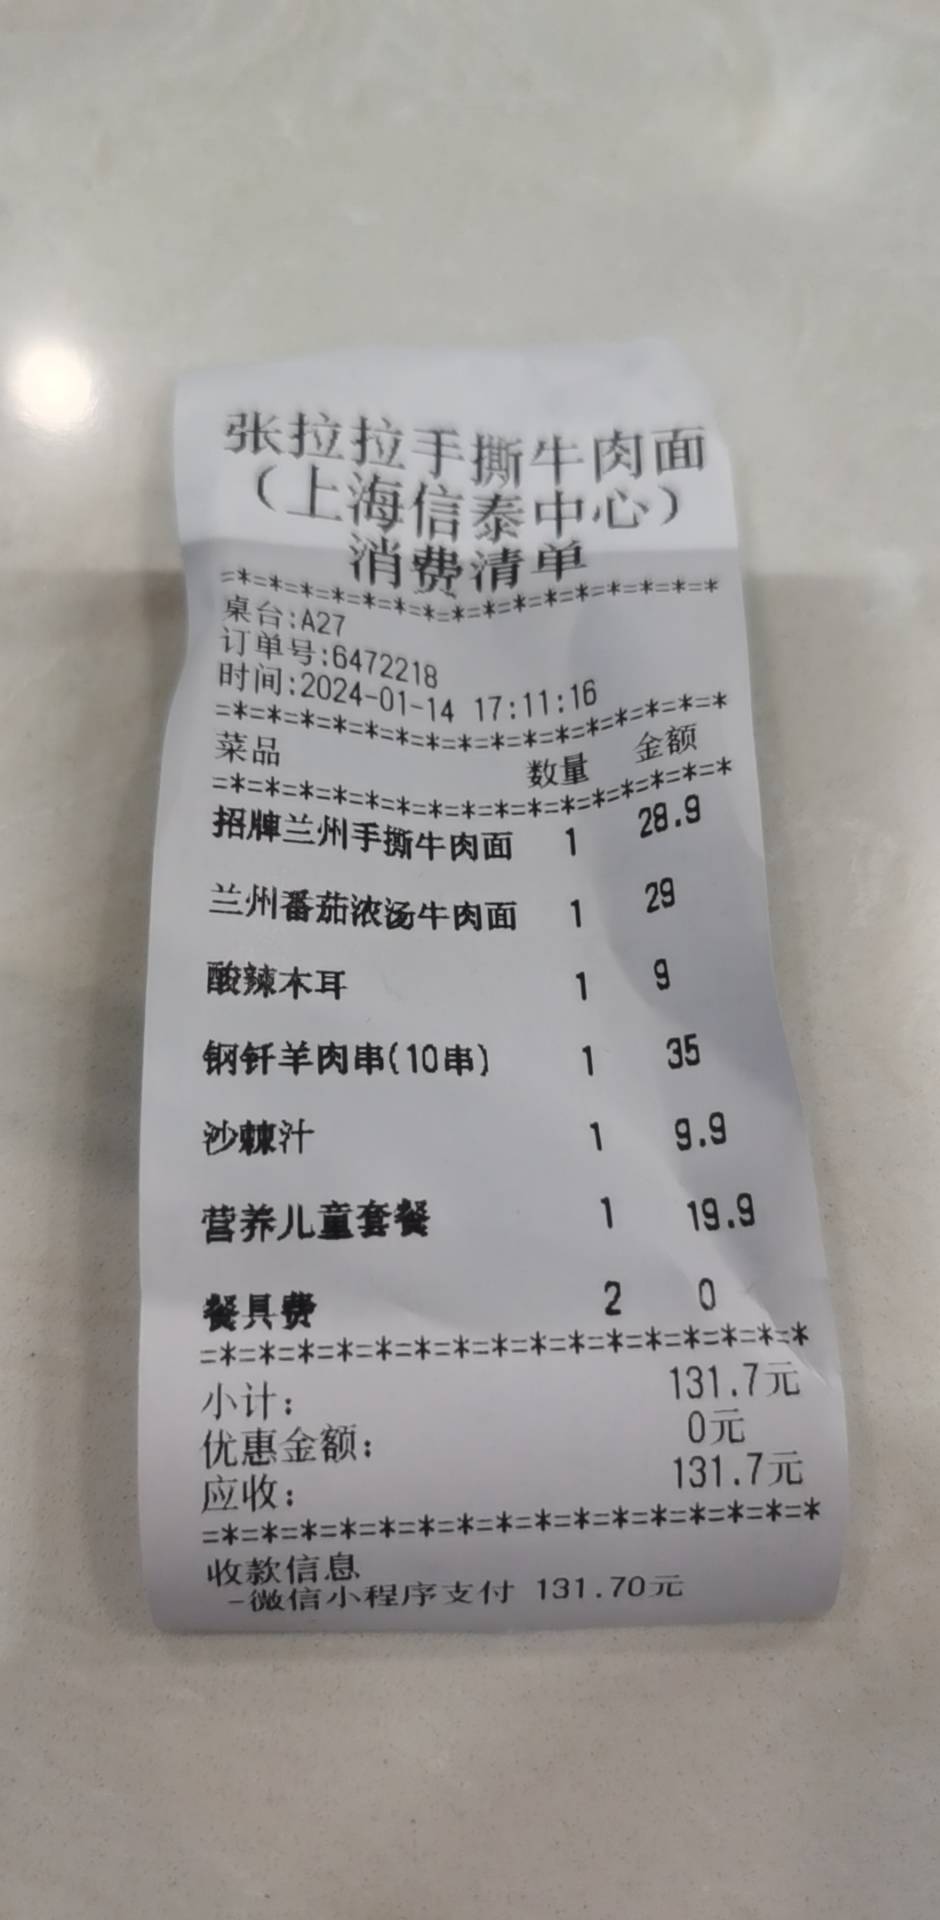 张拉拉手撕牛肉面
（上海信泰中心）
消费清单
=*=*=*=*=*=*=*=*=*=*=*=*=*=*=*=*
桌台:A27
订单号:6472218
时间:2024-01-14 17:11:16
=*=*=*=*=*=*=*=*=*=*=*=*=*=*=*=*
菜品 数量 金额
=*=*=*=*=*=*=*=*=*=*=*=*=*=*=*=*
招牌兰州手撕牛肉面 1 28.9
兰州番茄浓汤牛肉面 1 29
酸辣木耳 1 9
钢钎羊肉串(10串) 1 35
沙棘汁 1 9.9
营养儿童套餐 1 19.9
餐具费 2 0
=*=*=*=*=*=*=*=*=*=*=*=*=*=*=*=*
小计: 131.7元
优惠金额: 0元
应收: 131.7元
=*=*=*=*=*=*=*=*=*=*=*=*=*=*=*=*
收款信息
-微信小程序支付 131.70元